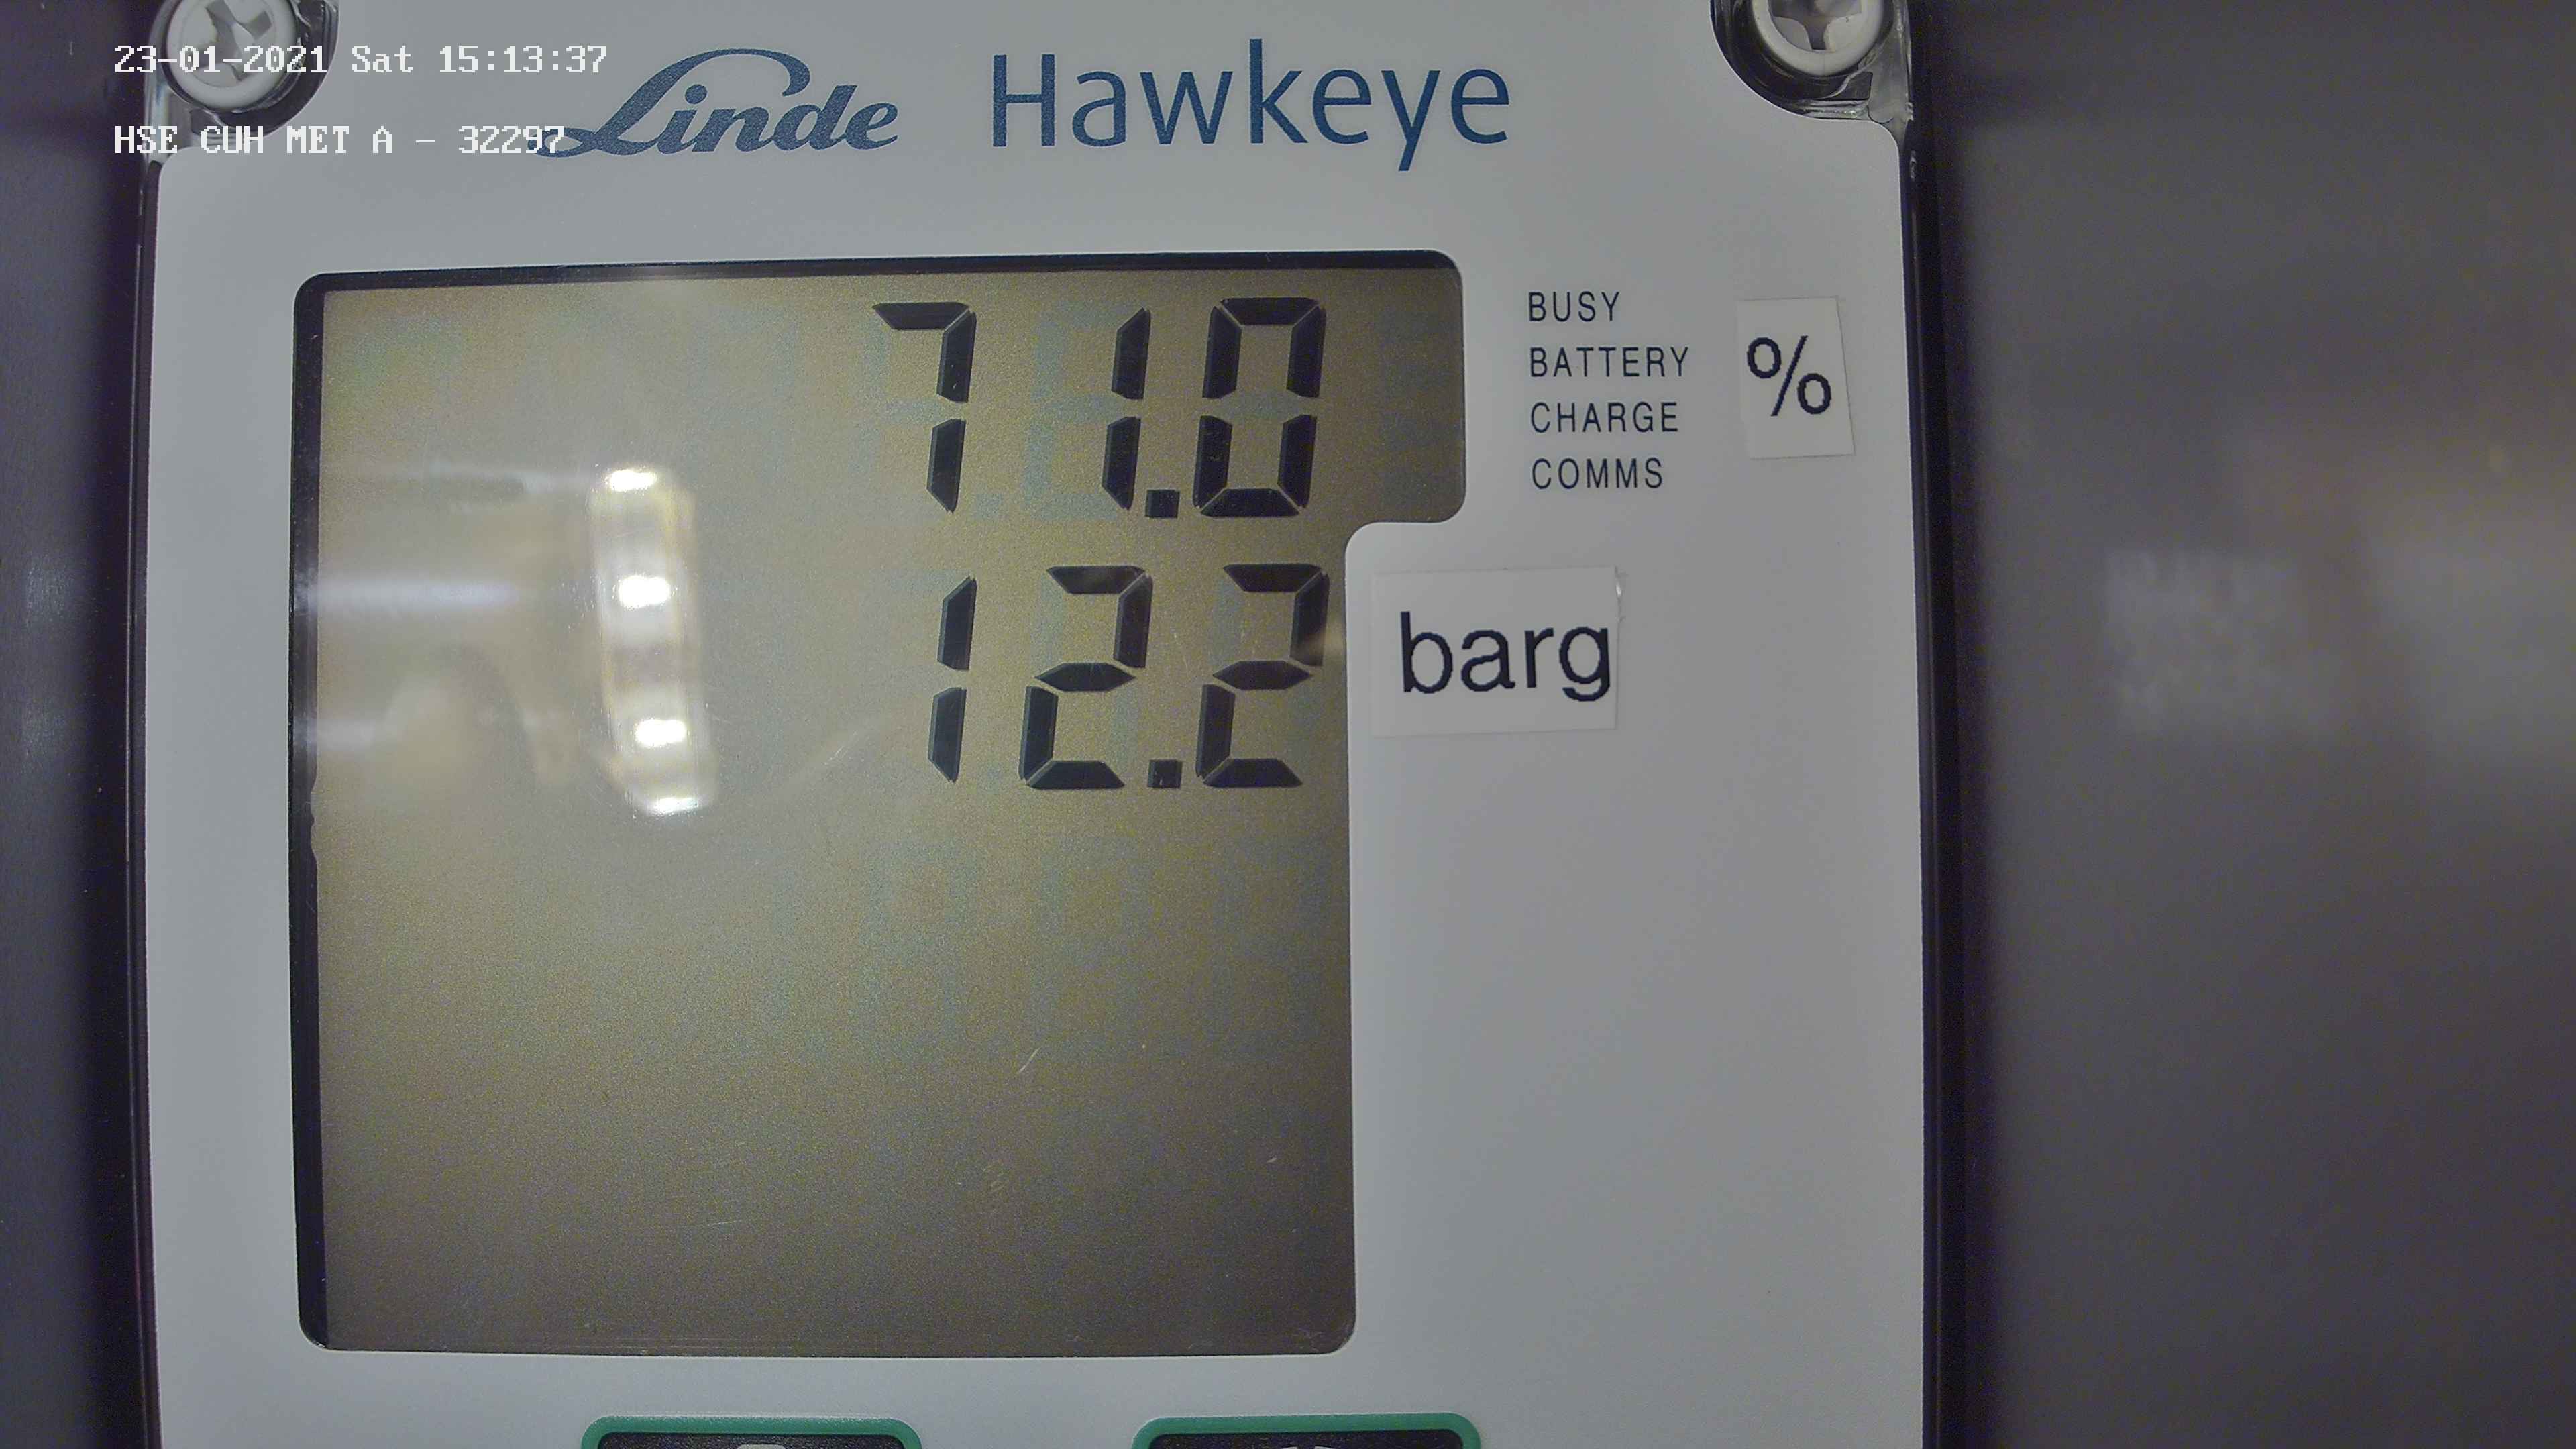 23-01-2021 Sat 15:13:37
HSE CUH MET A - 32297
Linde Hawkeye
71.0
BUSY
BATTERY
CHARGE
COMMS
%
12.2
barg